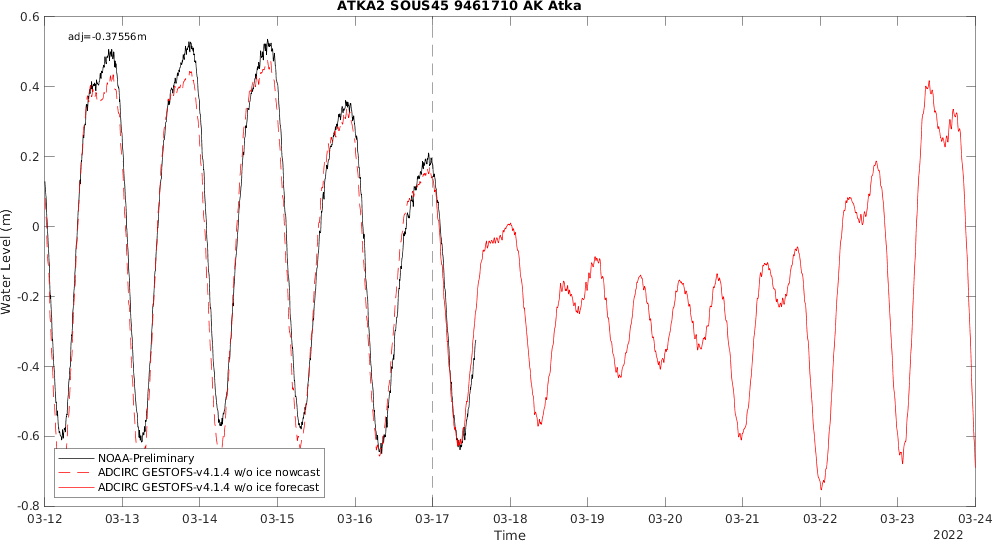 ATKA2 SOUS45 9461710 AK Atka
adj=-0.37556m
0.6
0.4
0.2
0
-0.2
-0.4
-0.6
-0.8
Water Level (m)
NOAA-Preliminary
ADCIRC GESTOFS-v4.1.4 w/o ice nowcast
ADCIRC GESTOFS-v4.1.4 w/o ice forecast
03-12 03-13 03-14 03-15 03-16 03-17 03-18 03-19 03-20 03-21 03-22 03-23 03-24
Time
2022